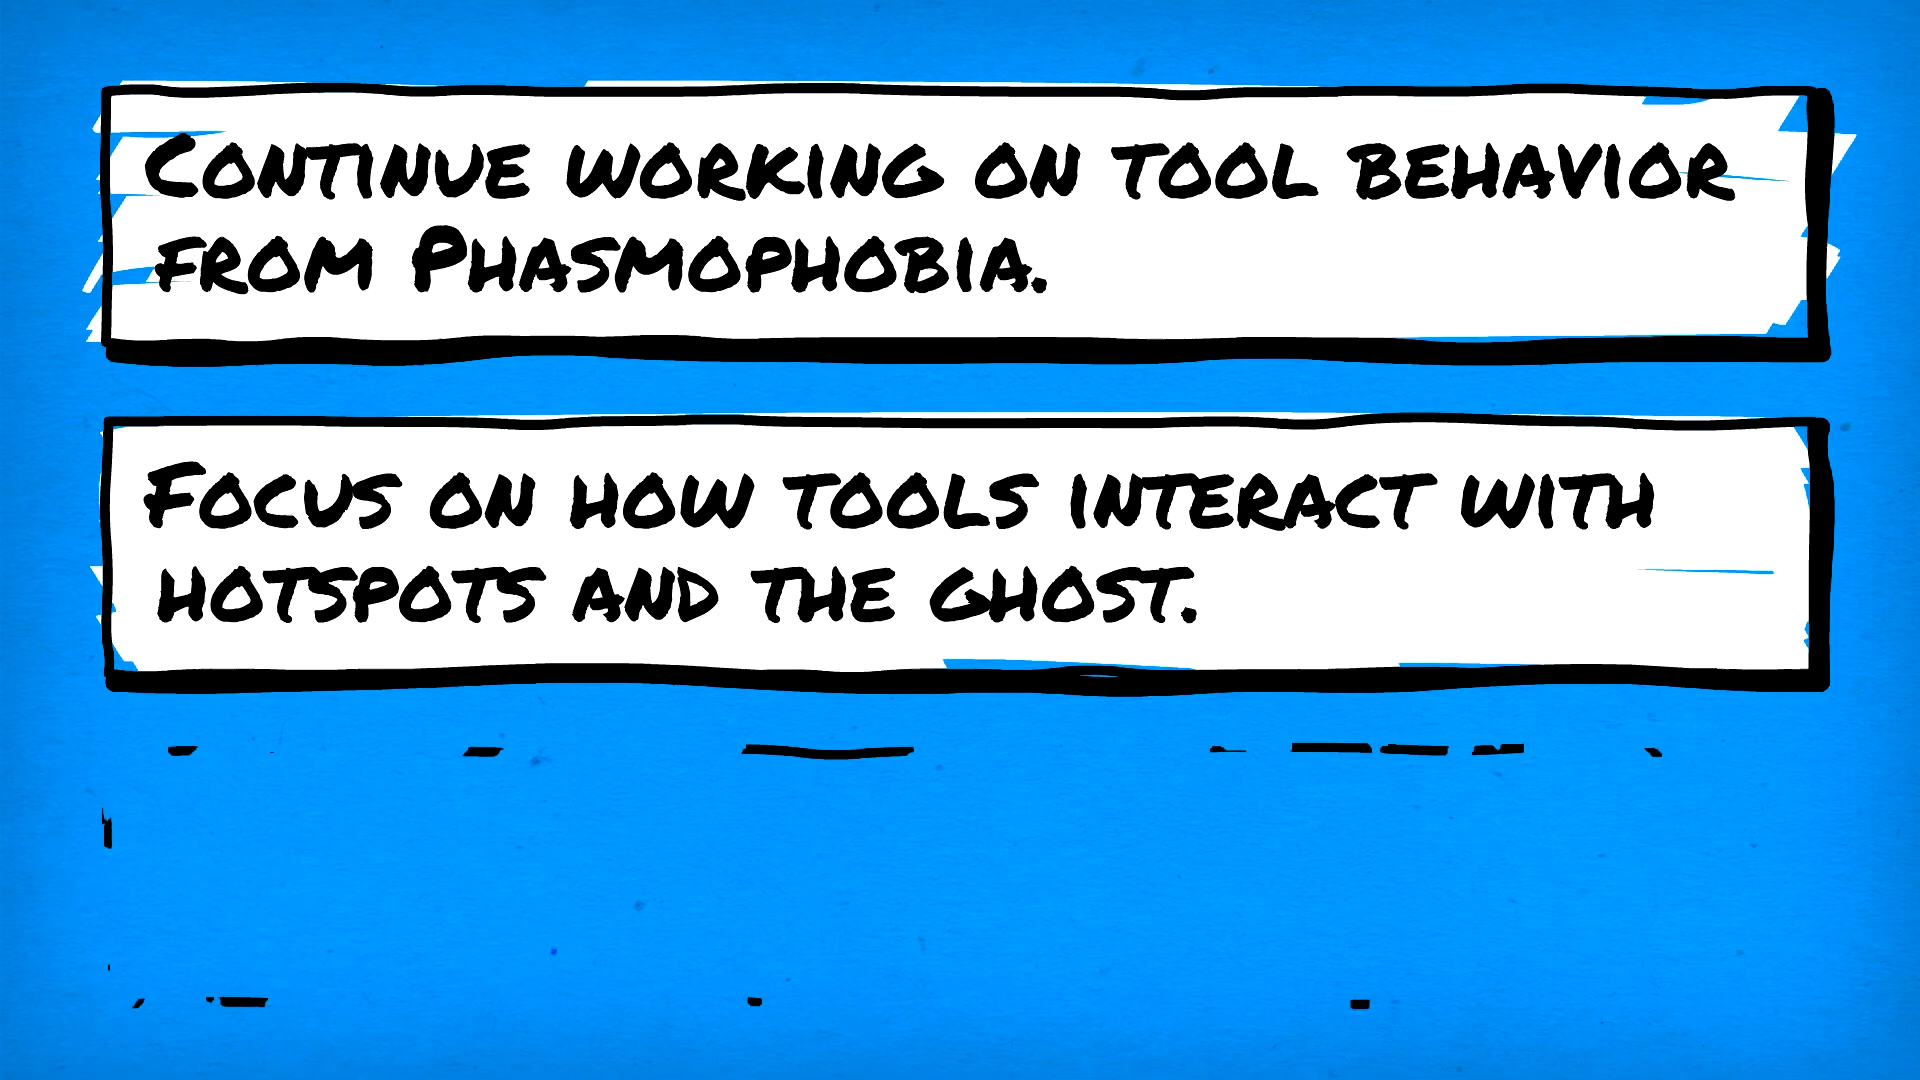 Continue working on tool behavior
from Phasmophobia.
Focus on how tools interact with
hotspots and the ghost.